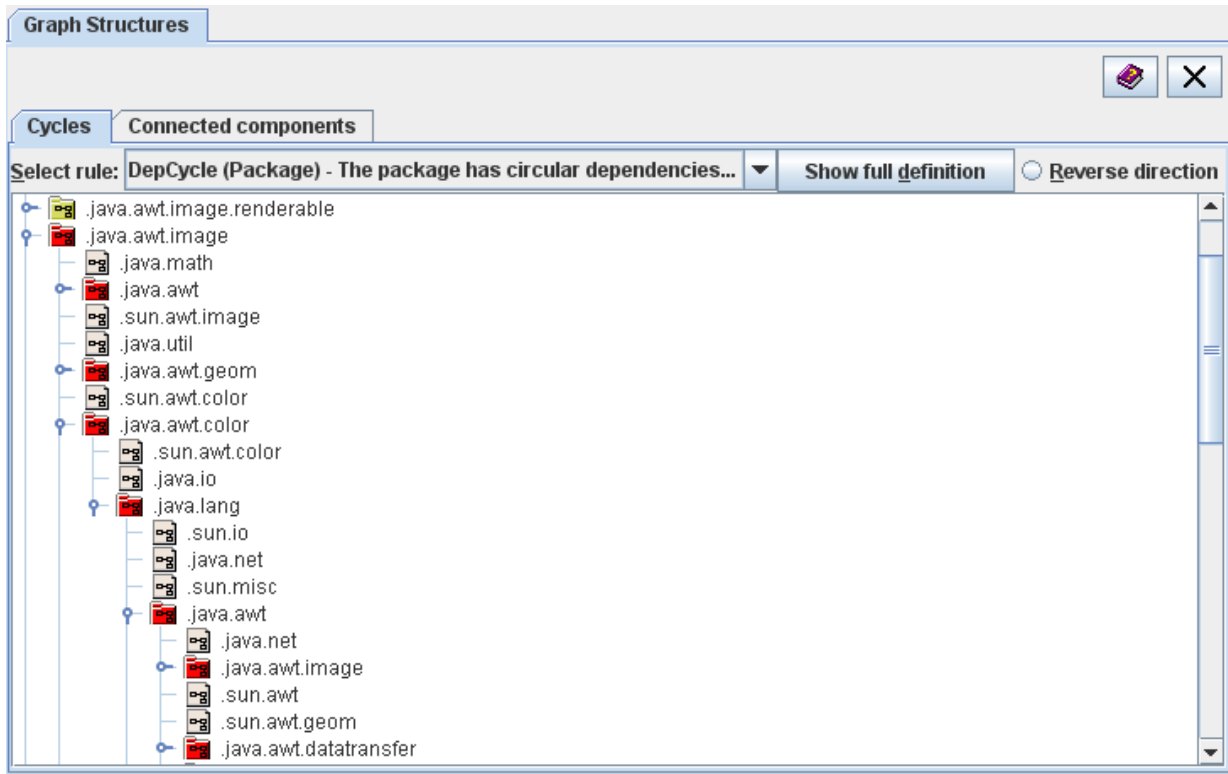 Graph Structures
Cycles Connected components
Select rule: DepCycle (Package) - The package has circular dependencies... Show full definition Reverse direction
.java.awt.image.renderable
.java.awt.image
.java.math
.java.awt
.sun.awt.image
.java.util
.java.awt.geom
.sun.awt.color
.java.awt.color
.sun.awt.color
.java.io
.java.lang
.sun.io
.java.net
.sun.misc
.java.awt
.java.net
.java.awt.image
.sun.awt
.sun.awt.geom
.java.awt.datatransfer